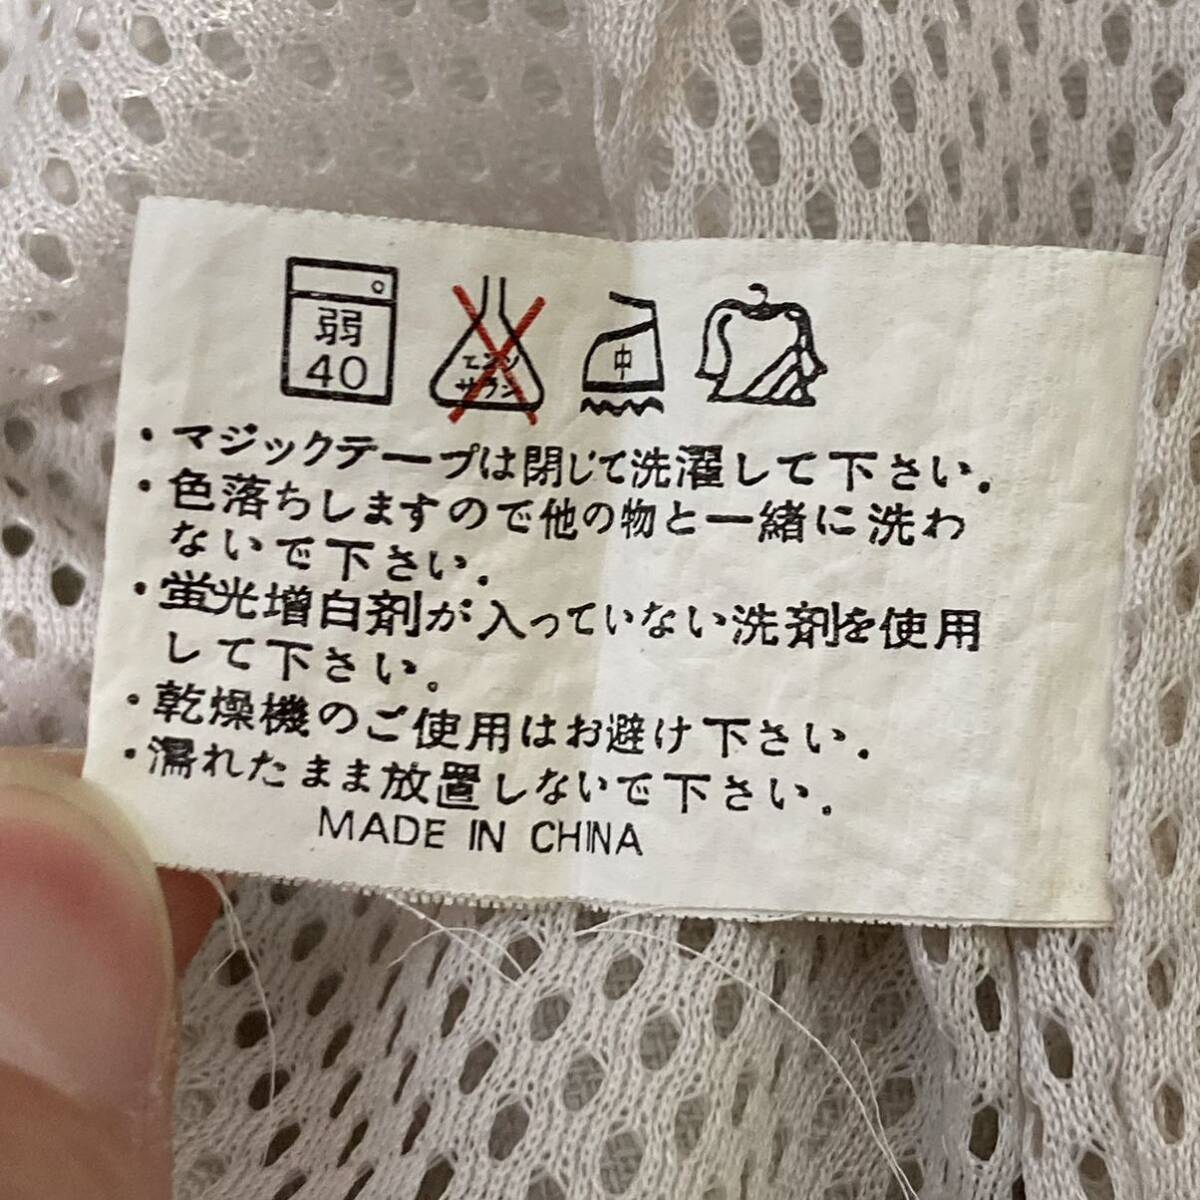 弱
40
エンソ
サラシ
中
・マジックテープは閉じて洗濯して下さい.
・色落ちしますので他の物と一緒に洗わ
ないで下さい.
・蛍光増白剤が入っていない洗剤を使用
して下さい.
・乾燥機のご使用はお避け下さい.
・濡れたまま放置しないで下さい.
MADE IN CHINA